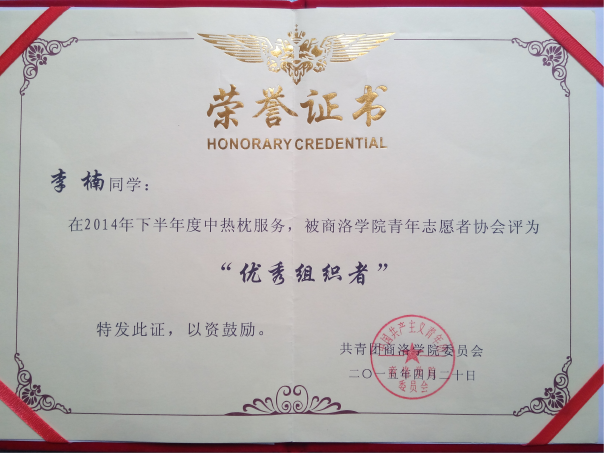 荣誉证书
HONORARY CREDENTIAL
李楠同学：
在2014年下半年度中热枕服务，被商洛学院青年志愿者协会评为
“优秀组织者”
特发此证，以资鼓励。
共青团商洛学院委员会
二〇一五年四月二十日
委员会